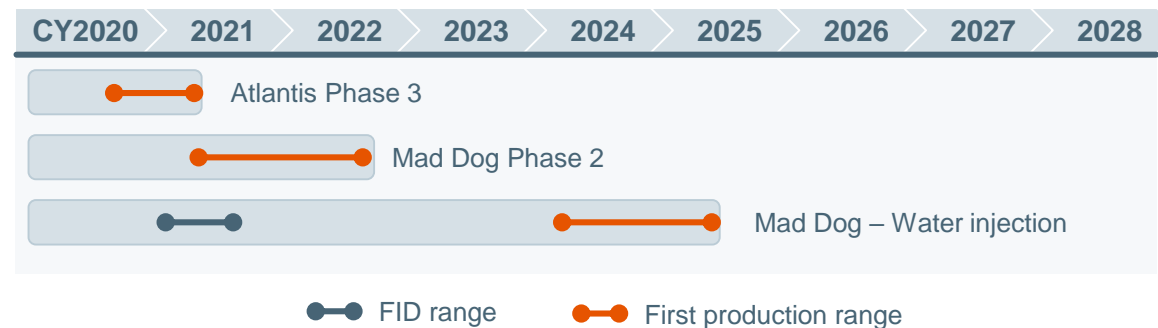 CY2020 2021 2022 2023 2024 2025 2026 2027 2028
Atlantis Phase 3
Mad Dog Phase 2
Mad Dog – Water injection
FID range First production range